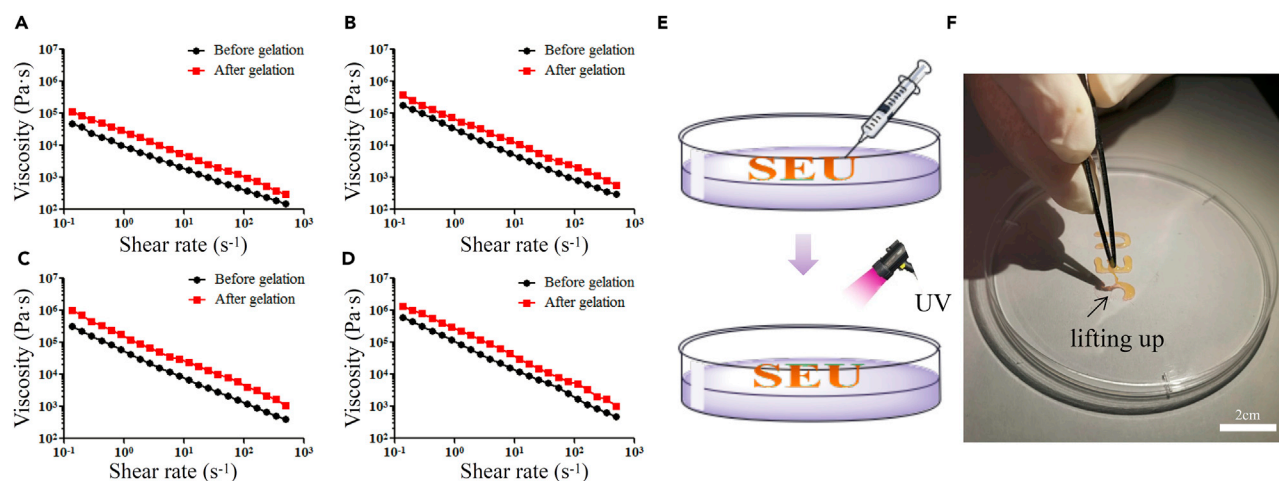 A
Before gelation
After gelation
10⁷
10⁶
10⁵
10⁴
10³
10²
Viscosity (Pa·s)
10⁻¹ 10⁰ 10¹ 10² 10³
Shear rate (s⁻¹)
B
Before gelation
After gelation
10⁷
10⁶
10⁵
10⁴
10³
10²
Viscosity (Pa·s)
10⁻¹ 10⁰ 10¹ 10² 10³
Shear rate (s⁻¹)
C
Before gelation
After gelation
10⁷
10⁶
10⁵
10⁴
10³
10²
Viscosity (Pa·s)
10⁻¹ 10⁰ 10¹ 10² 10³
Shear rate (s⁻¹)
D
Before gelation
After gelation
10⁷
10⁶
10⁵
10⁴
10³
10²
Viscosity (Pa·s)
10⁻¹ 10⁰ 10¹ 10² 10³
Shear rate (s⁻¹)
E
SEU
UV
SEU
F
lifting up
2cm